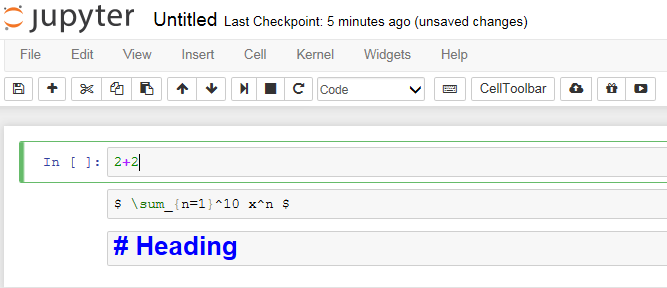 jupyter Untitled Last Checkpoint: 5 minutes ago (unsaved changes)
File Edit View Insert Cell Kernel Widgets Help
Code CellToolbar
In [ ]: 2+2
$ \sum_{n=1}^10 x^n $
# Heading